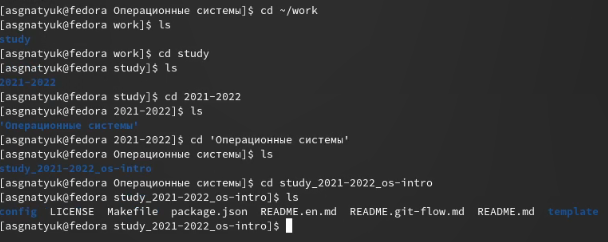 [asgnatyuk@fedora Операционные системы]$ cd ~/work
[asgnatyuk@fedora work]$ ls
study
[asgnatyuk@fedora work]$ cd study
[asgnatyuk@fedora study]$ ls
2021-2022
[asgnatyuk@fedora study]$ cd 2021-2022
[asgnatyuk@fedora 2021-2022]$ ls
'Операционные системы'
[asgnatyuk@fedora 2021-2022]$ cd 'Операционные системы'
[asgnatyuk@fedora Операционные системы]$ ls
study_2021-2022_os-intro
[asgnatyuk@fedora Операционные системы]$ cd study_2021-2022_os-intro
[asgnatyuk@fedora study_2021-2022_os-intro]$ ls
config LICENSE Makefile package.json README.en.md README.git-flow.md README.md template
[asgnatyuk@fedora study_2021-2022_os-intro]$